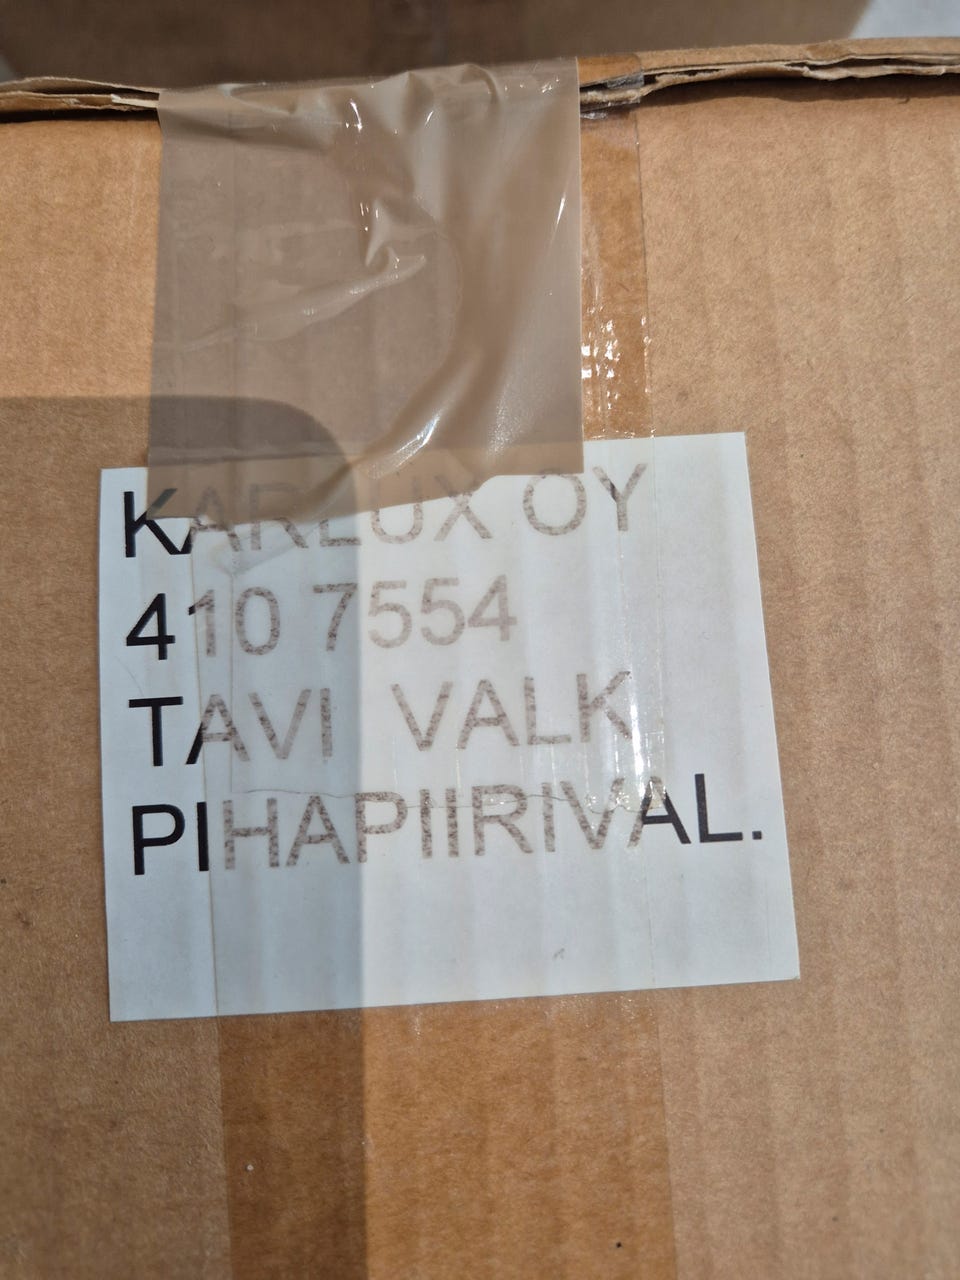 KARLUX OY
410 7554
TAVI VALK
PIHAPIIRIVAL.